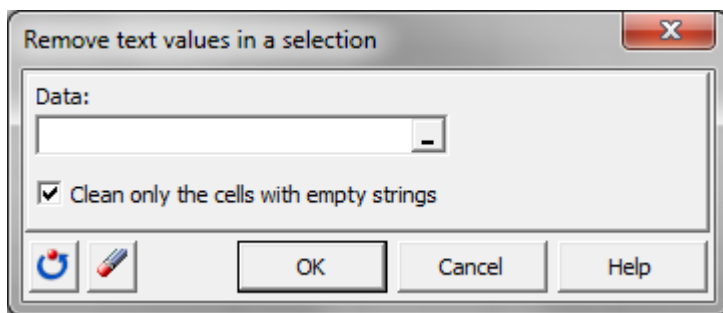 Remove text values in a selection
Data:
Clean only the cells with empty strings
OK Cancel Help